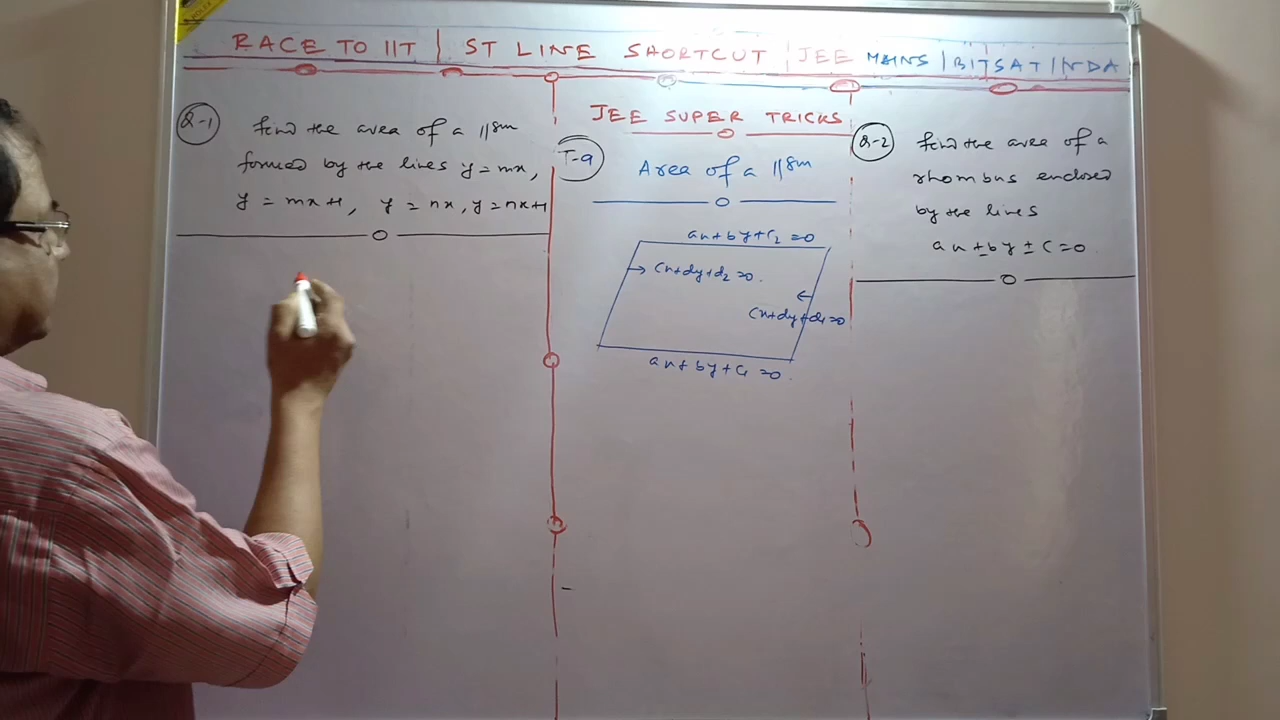 POLICY
RACE TO IIT | ST LINE SHORTCUT | JEE MAINS | BITSAT | NDA
Q-1 Find the area of a ||gm
formed by the lines y = mx,
y = mx+1, y = nx, y = nx+1
JEE SUPER TRICKS
T-9 Area of a ||gm
ax+by+c2 =0
cx+dy+d2 =0.
cx+dy+d1 =0
ax+by+c1 =0.
Q-2 Find the area of a
rhombus enclosed
by the lines
ax ± by ± c = 0.